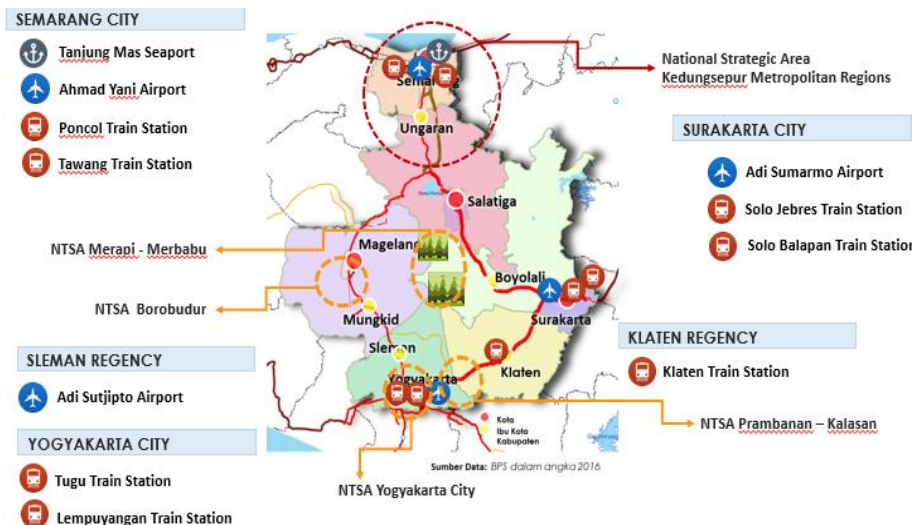 SEMARANG CITY
Tanjung Mas Seaport
Ahmad Yani Airport
Poncol Train Station
Tawang Train Station
NTSA Merapi - Merbabu
NTSA Borobudur
SLEMAN REGENCY
Adi Sutjipto Airport
YOGYAKARTA CITY
Tugu Train Station
Lempuyangan Train Station
Semarang
Ungaran
Salatiga
Magelang
Boyolali
Mungkid
Surakarta
Sleman
Klaten
Yogyakarta
Kota
Ibu Kota
Kabupaten
Sumber Data: BPS dalam angka 2016
NTSA Yogyakarta City
National Strategic Area
Kedungsepur Metropolitan Regions
SURAKARTA CITY
Adi Sumarmo Airport
Solo Jebres Train Station
Solo Balapan Train Station
KLATEN REGENCY
Klaten Train Station
NTSA Prambanan – Kalasan